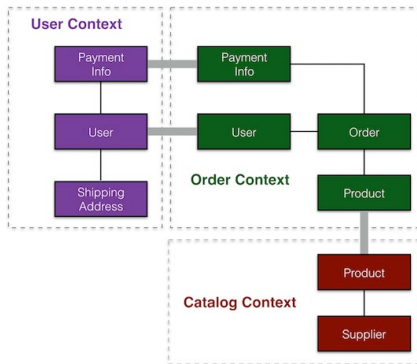 User Context
Payment
Info
Payment
Info
User
User
Order
Shipping
Address
Order Context
Product
Product
Catalog Context
Supplier